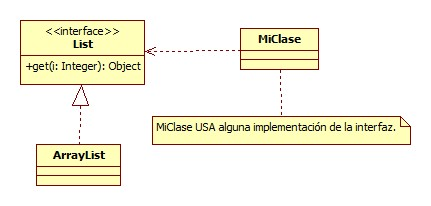 <<interface>>
List
+get(i: Integer): Object
MiClase
MiClase USA alguna implementación de la interfaz.
ArrayList